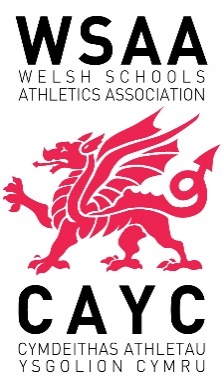 WSAA
WELSH SCHOOLS
ATHLETICS ASSOCIATION
CAYC
CYMDEITHAS ATHLETAU
YSGOLION CYMRU